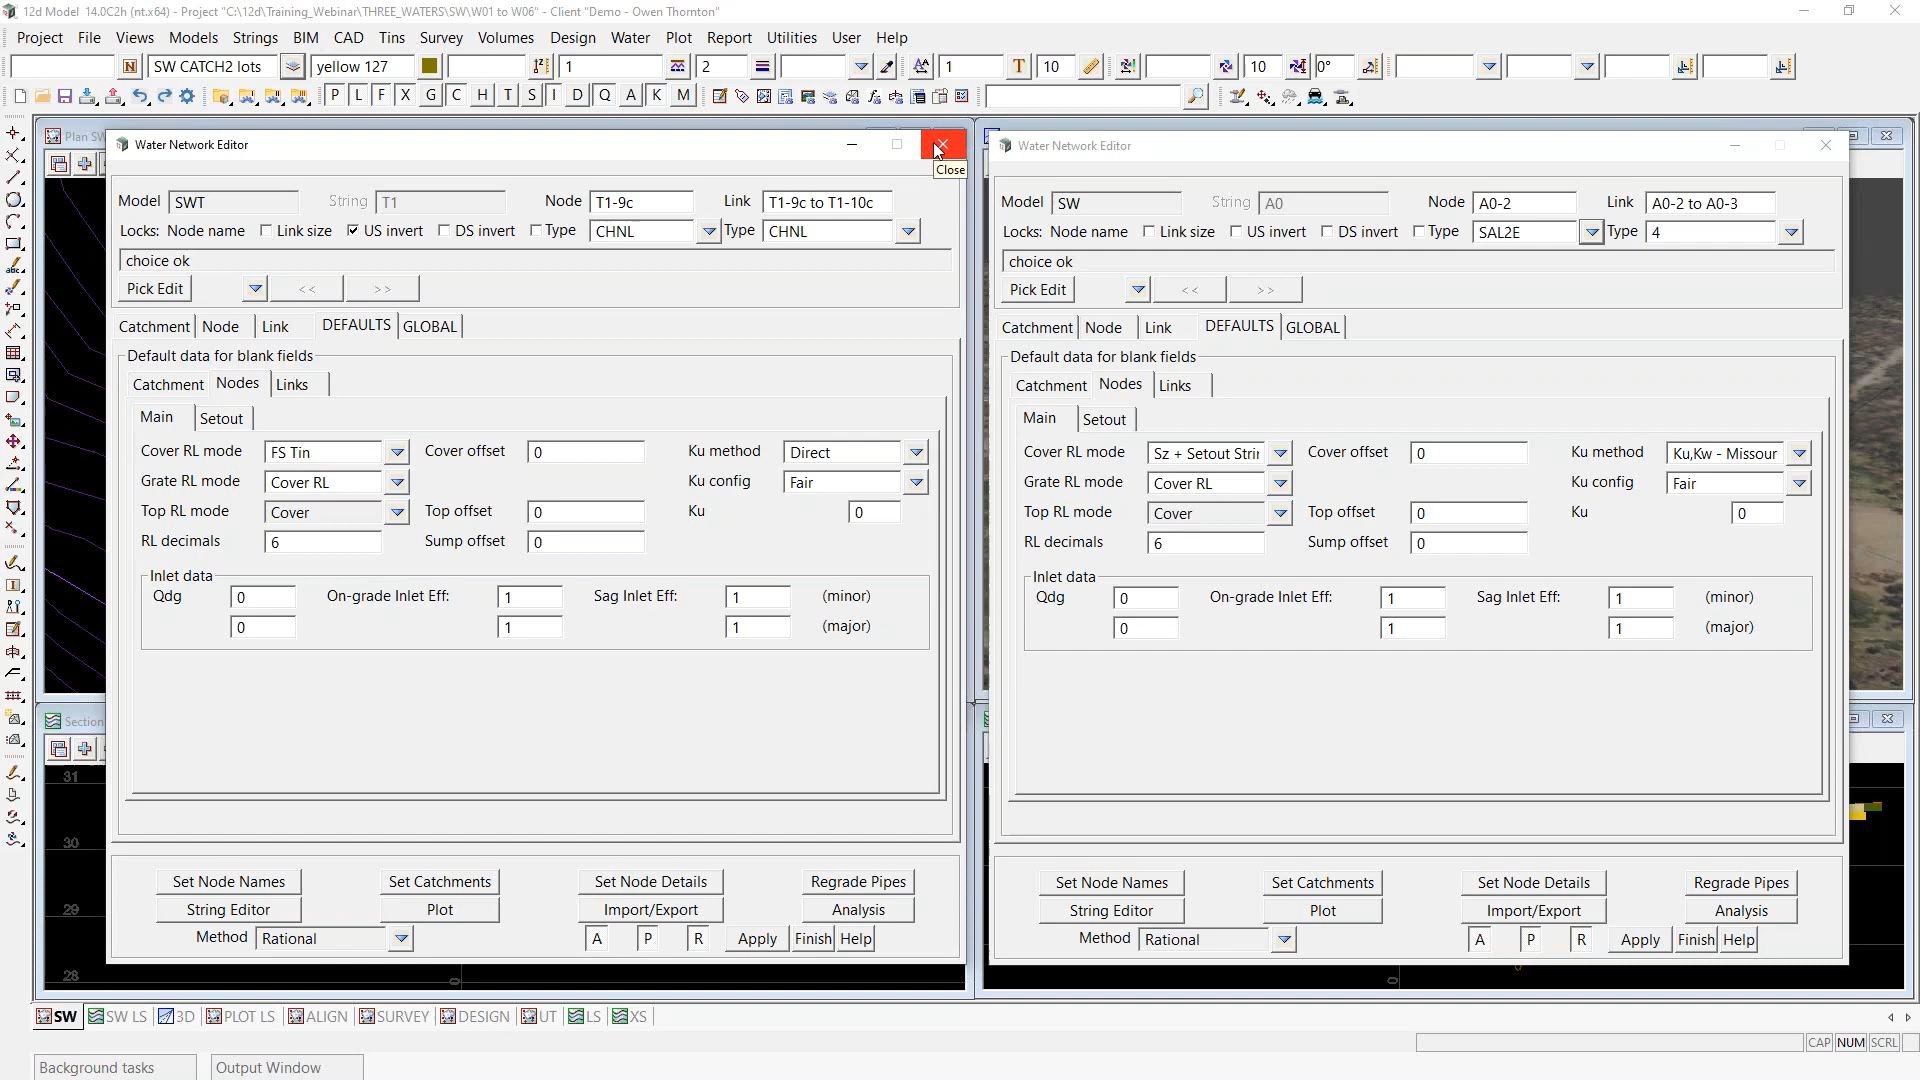 12d Model 14.0C2h (nt.x64) - Project "C:\12d\Training_Webinar\THREE_WATERS\SW\W01 to W06" - Client "Demo - Owen Thornton"
Project File Views Models Strings BIM CAD Tins Survey Volumes Design Water Plot Report Utilities User Help
N SW CATCH2 lots yellow 127 1 2 1 T 10 10 0°
P L F X G C H T S I D Q A K M
Plan SW
Water Network Editor
Close
Model SWT String T1 Node T1-9c Link T1-9c to T1-10c
Locks: Node name Link size US invert DS invert Type CHNL Type CHNL
choice ok
Pick Edit << >>
Catchment Node Link DEFAULTS GLOBAL
Default data for blank fields
Catchment Nodes Links
Main Setout
Cover RL mode FS Tin Cover offset 0 Ku method Direct
Grate RL mode Cover RL Ku config Fair
Top RL mode Cover Top offset 0 Ku 0
RL decimals 6 Sump offset 0
Inlet data
Qdg 0 On-grade Inlet Eff: 1 Sag Inlet Eff: 1 (minor)
0 1 1 (major)
Set Node Names Set Catchments Set Node Details Regrade Pipes
String Editor Plot Import/Export Analysis
Method Rational A P R Apply Finish Help
Water Network Editor
Model SW String A0 Node A0-2 Link A0-2 to A0-3
Locks: Node name Link size US invert DS invert Type SAL2E Type 4
choice ok
Pick Edit << >>
Catchment Node Link DEFAULTS GLOBAL
Default data for blank fields
Catchment Nodes Links
Main Setout
Cover RL mode Sz + Setout Strin Cover offset 0 Ku method Ku,Kw - Missour
Grate RL mode Cover RL Ku config Fair
Top RL mode Cover Top offset 0 Ku 0
RL decimals 6 Sump offset 0
Inlet data
Qdg 0 On-grade Inlet Eff: 1 Sag Inlet Eff: 1 (minor)
0 1 1 (major)
Set Node Names Set Catchments Set Node Details Regrade Pipes
String Editor Plot Import/Export Analysis
Method Rational A P R Apply Finish Help
Section
31
30
29
28
0
0
SW SW LS 3D PLOT LS ALIGN SURVEY DESIGN UT LS XS
CAP NUM SCRL
Background tasks Output Window